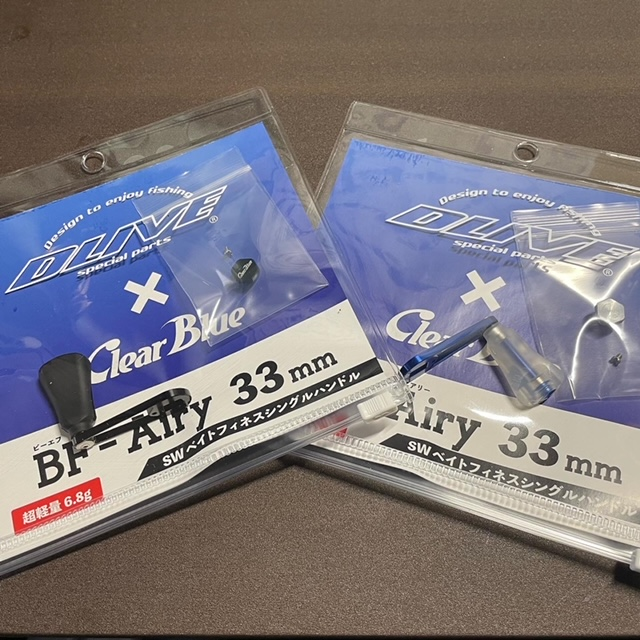 Design to enjoy fishing
DLIVE®
special parts
×
Clear Blue
ビーエフ
BF-Airy 33mm
SWベイトフィネスシングルハンドル
超軽量 6.8g
Design to enjoy fishing
DLIVE®
special parts
×
Clear Blue
アリー
Airy 33mm
SWベイトフィネスシングルハンドル